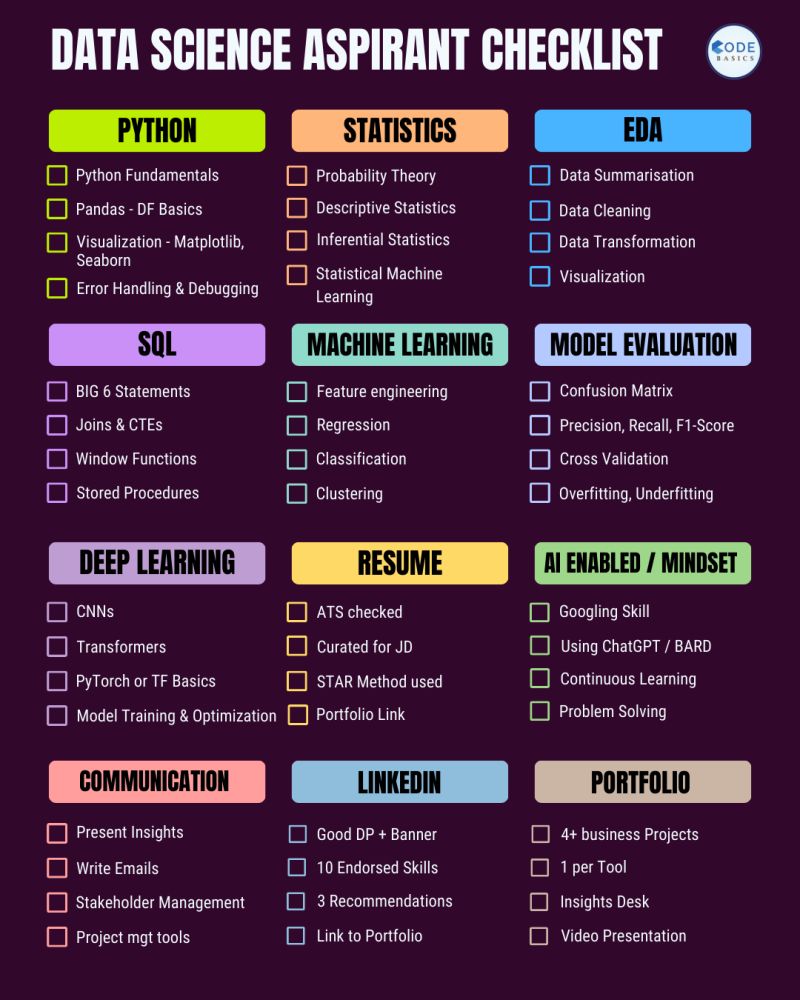 DATA SCIENCE ASPIRANT CHECKLIST
CODE
BASICS
PYTHON
Python Fundamentals
Pandas - DF Basics
Visualization - Matplotlib,
Seaborn
Error Handling & Debugging
STATISTICS
Probability Theory
Descriptive Statistics
Inferential Statistics
Statistical Machine
Learning
EDA
Data Summarisation
Data Cleaning
Data Transformation
Visualization
SQL
BIG 6 Statements
Joins & CTEs
Window Functions
Stored Procedures
MACHINE LEARNING
Feature engineering
Regression
Classification
Clustering
MODEL EVALUATION
Confusion Matrix
Precision, Recall, F1-Score
Cross Validation
Overfitting, Underfitting
DEEP LEARNING
CNNs
Transformers
PyTorch or TF Basics
Model Training & Optimization
RESUME
ATS checked
Curated for JD
STAR Method used
Portfolio Link
AI ENABLED / MINDSET
Googling Skill
Using ChatGPT / BARD
Continuous Learning
Problem Solving
COMMUNICATION
Present Insights
Write Emails
Stakeholder Management
Project mgt tools
LINKEDIN
Good DP + Banner
10 Endorsed Skills
3 Recommendations
Link to Portfolio
PORTFOLIO
4+ business Projects
1 per Tool
Insights Desk
Video Presentation